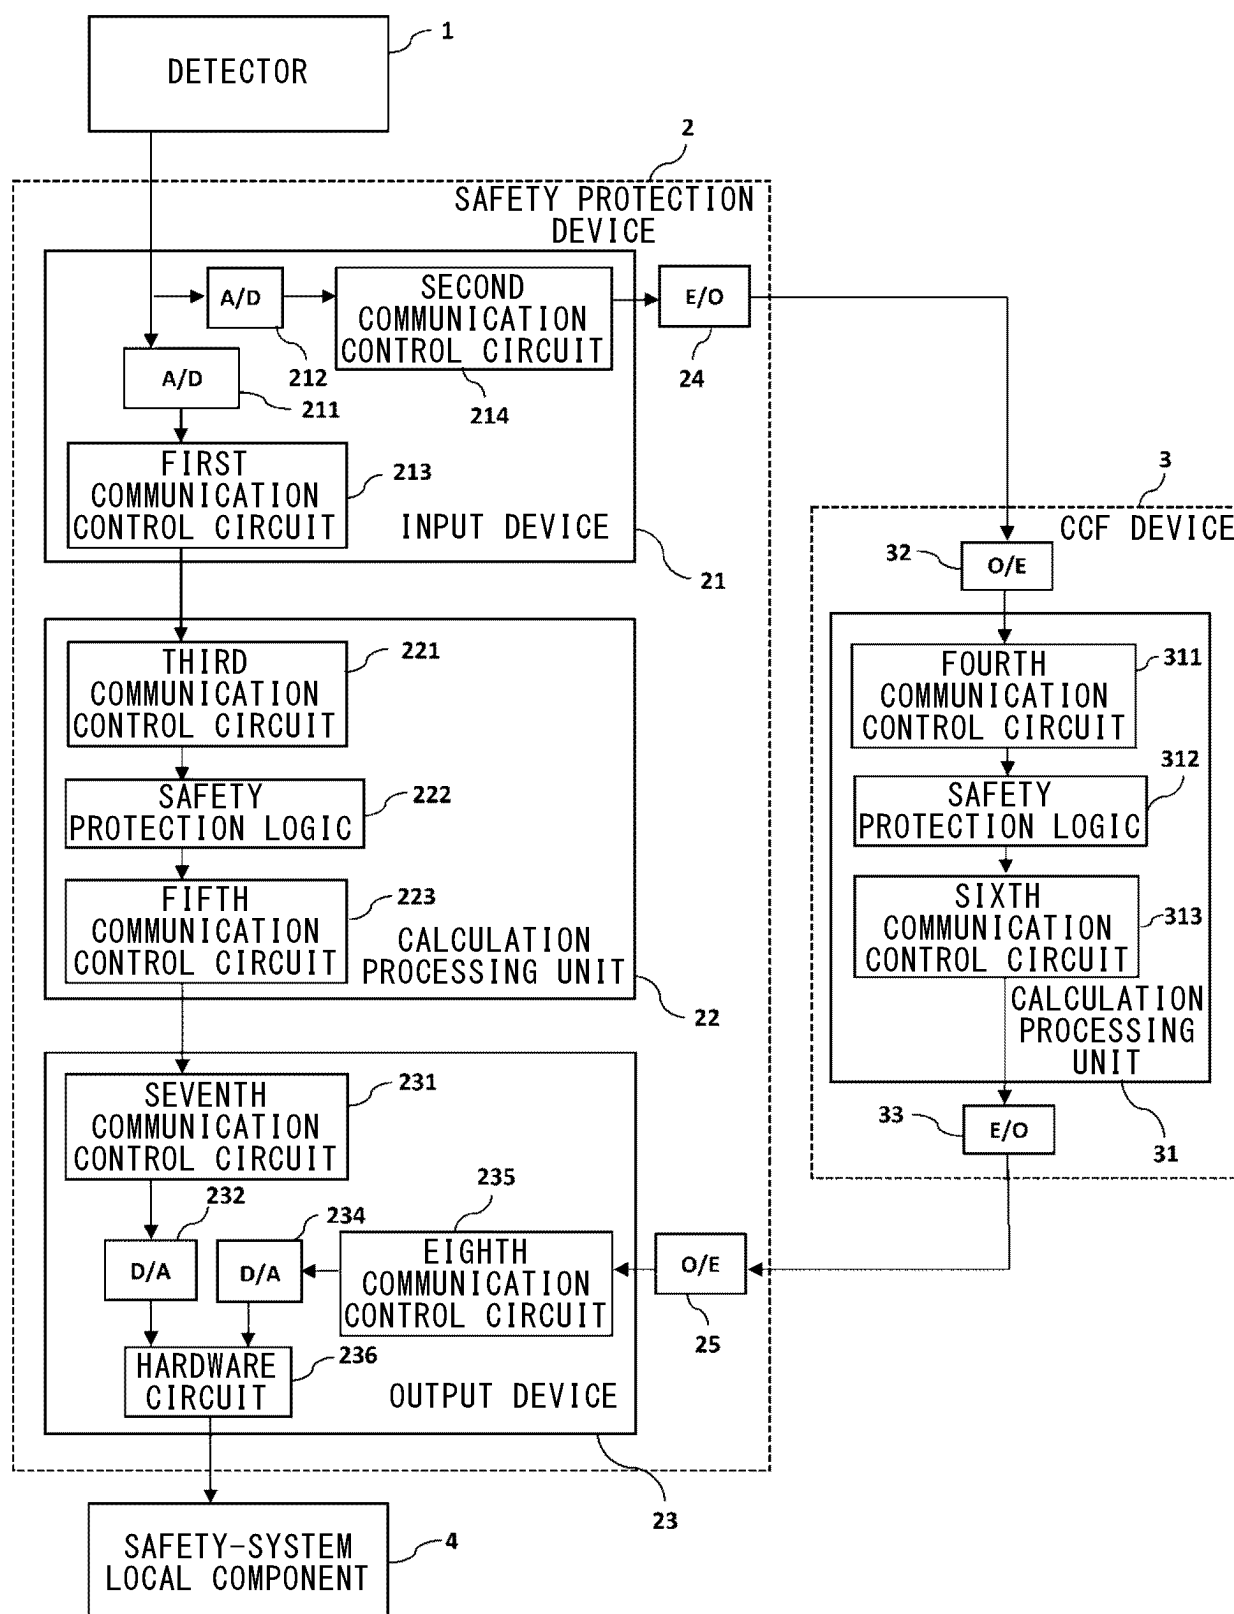 1
DETECTOR
2
SAFETY PROTECTION
DEVICE
A/D
212
SECOND
COMMUNICATION
CONTROL CIRCUIT
214
E/O
24
A/D
211
FIRST
COMMUNICATION
CONTROL CIRCUIT
213
INPUT DEVICE
21
3
CCF DEVICE
32
O/E
THIRD
COMMUNICATION
CONTROL CIRCUIT
221
SAFETY
PROTECTION LOGIC
222
FIFTH
COMMUNICATION
CONTROL CIRCUIT
223
CALCULATION
PROCESSING UNIT
22
FOURTH
COMMUNICATION
CONTROL CIRCUIT
311
SAFETY
PROTECTION LOGIC
312
SIXTH
COMMUNICATION
CONTROL CIRCUIT
313
CALCULATION
PROCESSING
UNIT
31
33
E/O
SEVENTH
COMMUNICATION
CONTROL CIRCUIT
231
232
D/A
234
D/A
235
EIGHTH
COMMUNICATION
CONTROL CIRCUIT
O/E
25
HARDWARE
CIRCUIT
236
OUTPUT DEVICE
23
SAFETY-SYSTEM
LOCAL COMPONENT
4